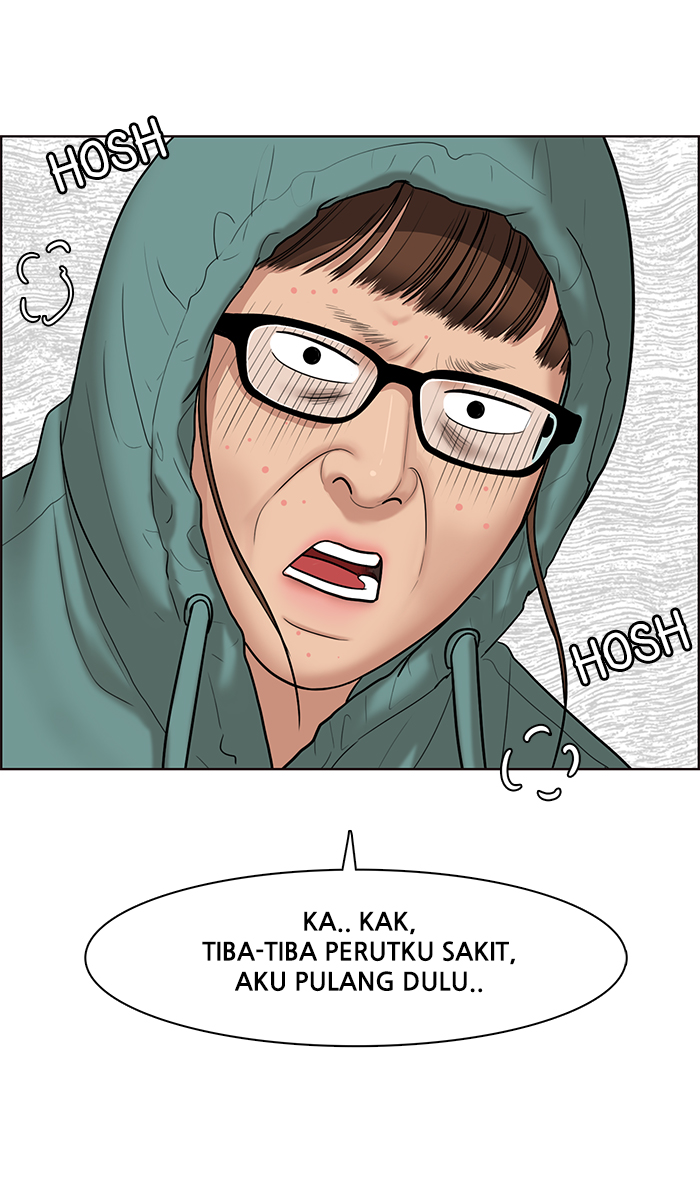 HOSH
HOSH
KA.. KAK,
TIBA-TIBA PERUTKU SAKIT,
AKU PULANG DULU..